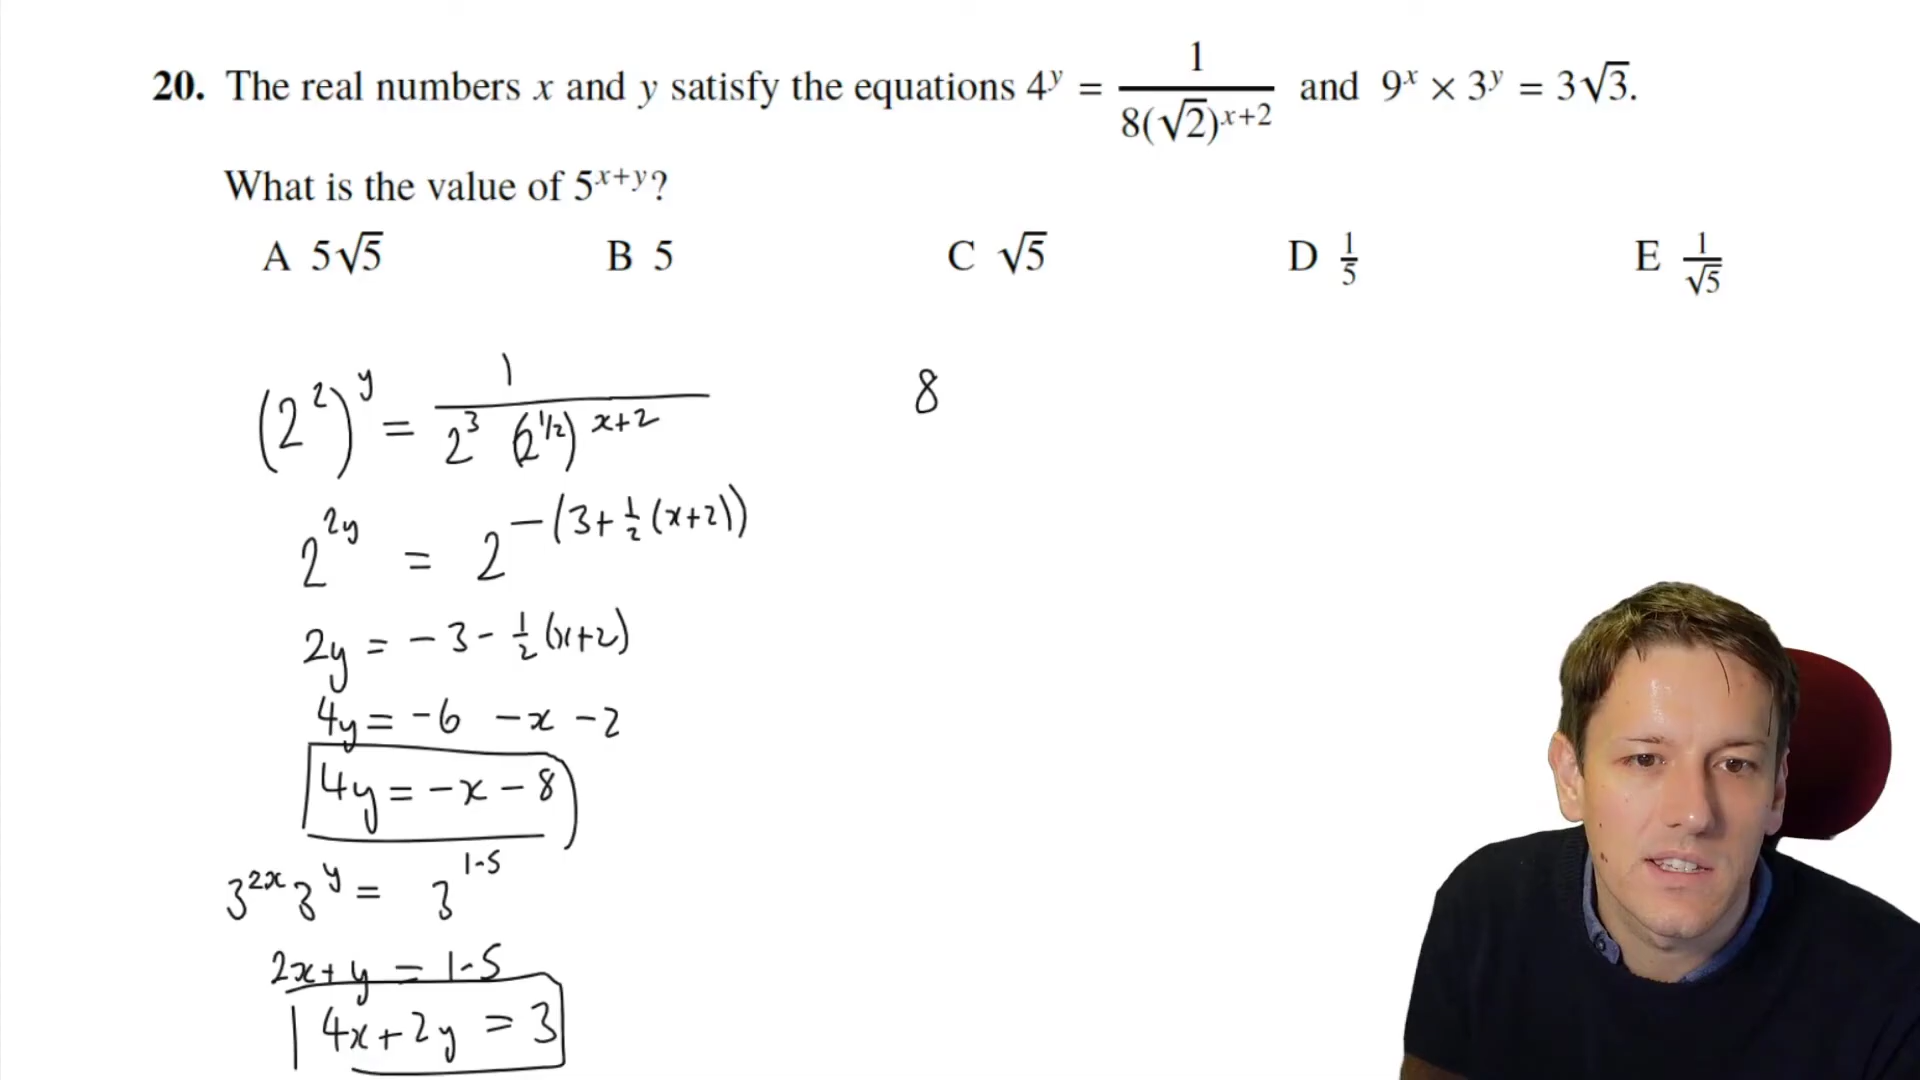 20. The real numbers x and y satisfy the equations 4^y = 1/(8(√2)^(x+2)) and 9^x × 3^y = 3√3.
What is the value of 5^(x+y)?
A 5√5 B 5 C √5 D 1/5 E 1/√5
(2^2)^y = 1/(2^3 (2^(1/2))^(x+2))
8
2^(2y) = 2^(-(3+1/2(x+2)))
2y = -3 - 1/2(x+2)
4y = -6 -x -2
4y = -x - 8
3^(2x) 3^y = 3^(1.5)
2x+y = 1.5
4x+2y = 3